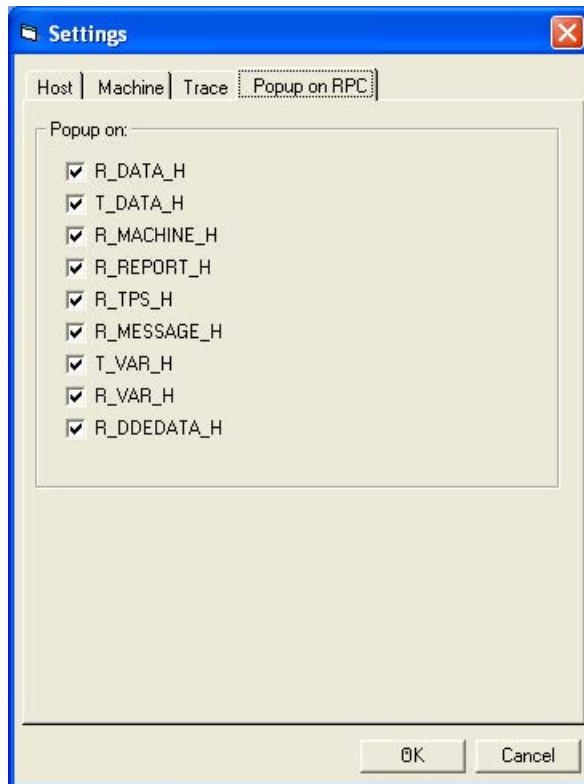 Settings
Host Machine Trace Popup on RPC
Popup on:
R_DATA_H
T_DATA_H
R_MACHINE_H
R_REPORT_H
R_TPS_H
R_MESSAGE_H
T_VAR_H
R_VAR_H
R_DDEDATA_H
OK Cancel